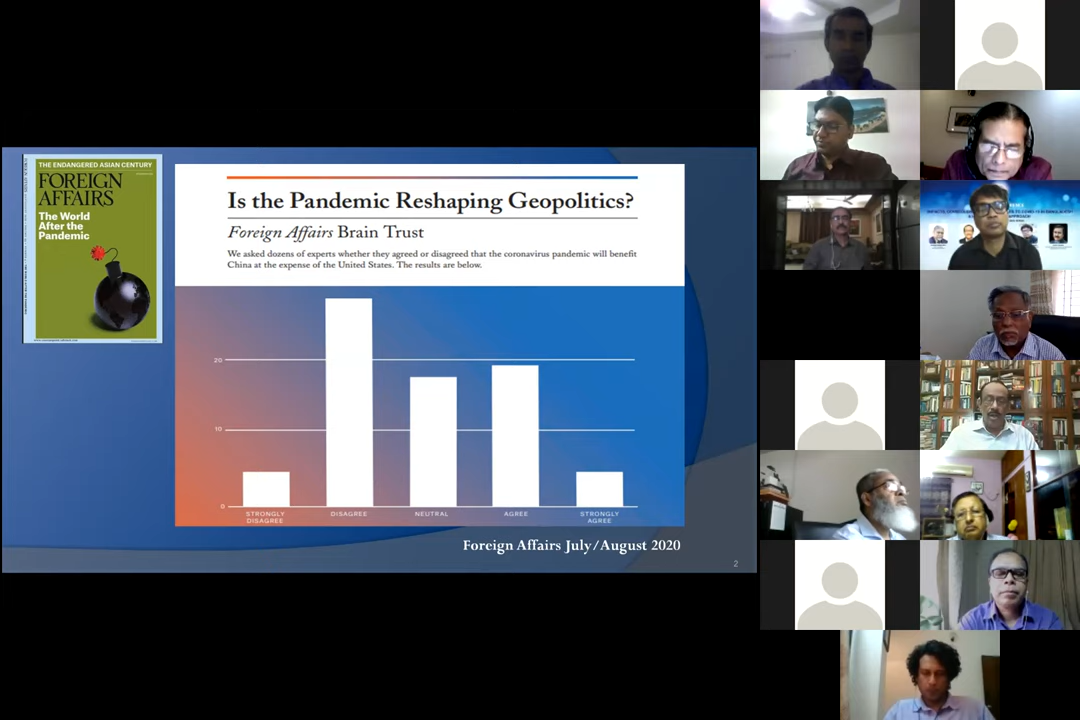 THE ENDANGERED ASIAN CENTURY
FOREIGN
AFFAIRS
The World
After the
Pandemic
Is the Pandemic Reshaping Geopolitics?
Foreign Affairs Brain Trust
We asked dozens of experts whether they agreed or disagreed that the coronavirus pandemic will benefit
China at the expense of the United States. The results are below.
20
10
0
STRONGLY
DISAGREE
DISAGREE
NEUTRAL
AGREE
STRONGLY
AGREE
Foreign Affairs July/August 2020
2